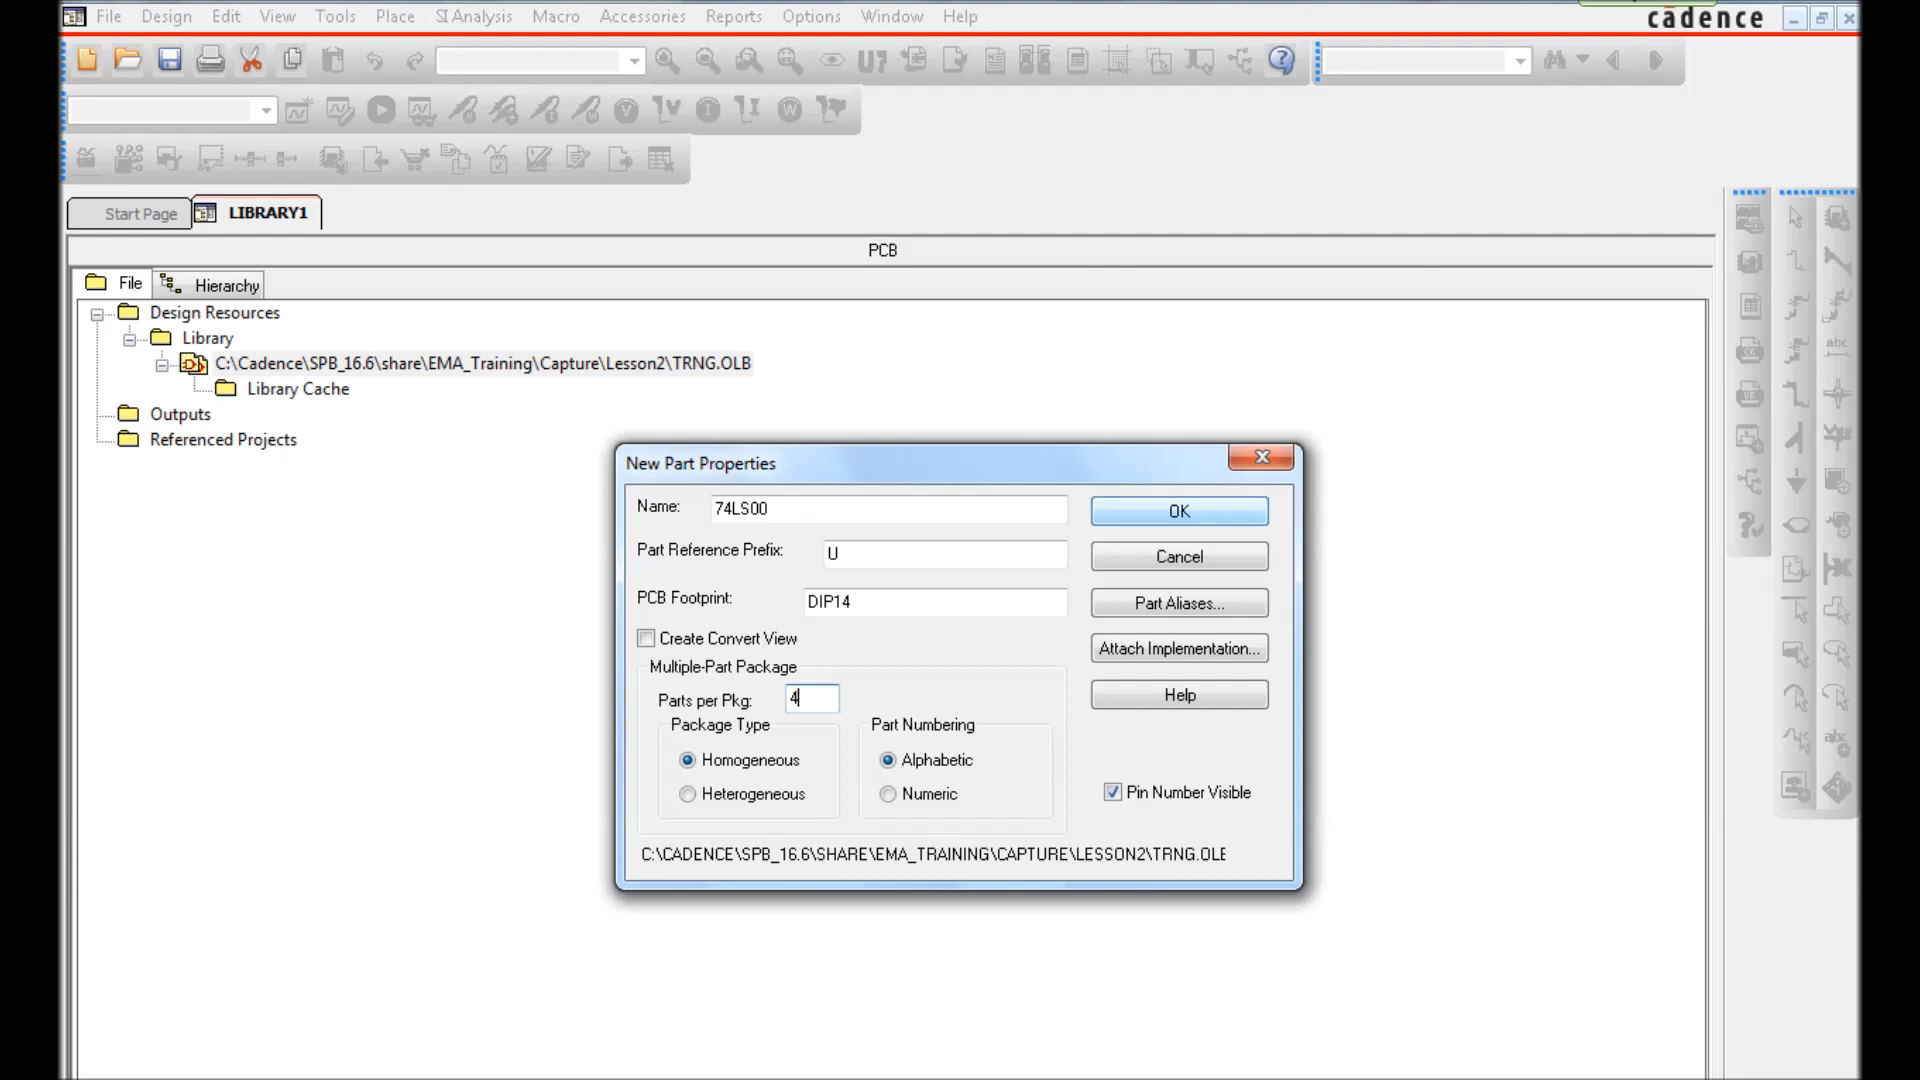 File Design Edit View Tools Place SI Analysis Macro Accessories Reports Options Window Help
cādence
U?
Start Page LIBRARY1
PCB
File Hierarchy
Design Resources
Library
C:\Cadence\SPB_16.6\share\EMA_Training\Capture\Lesson2\TRNG.OLB
Library Cache
Outputs
Referenced Projects
New Part Properties
Name: 74LS00
OK
Part Reference Prefix: U
Cancel
PCB Footprint: DIP14
Part Aliases...
Create Convert View
Attach Implementation...
Multiple-Part Package
Parts per Pkg: 4
Help
Package Type
Part Numbering
Homogeneous
Alphabetic
Heterogeneous
Numeric
Pin Number Visible
C:\CADENCE\SPB_16.6\SHARE\EMA_TRAINING\CAPTURE\LESSON2\TRNG.OLB
abc
abc